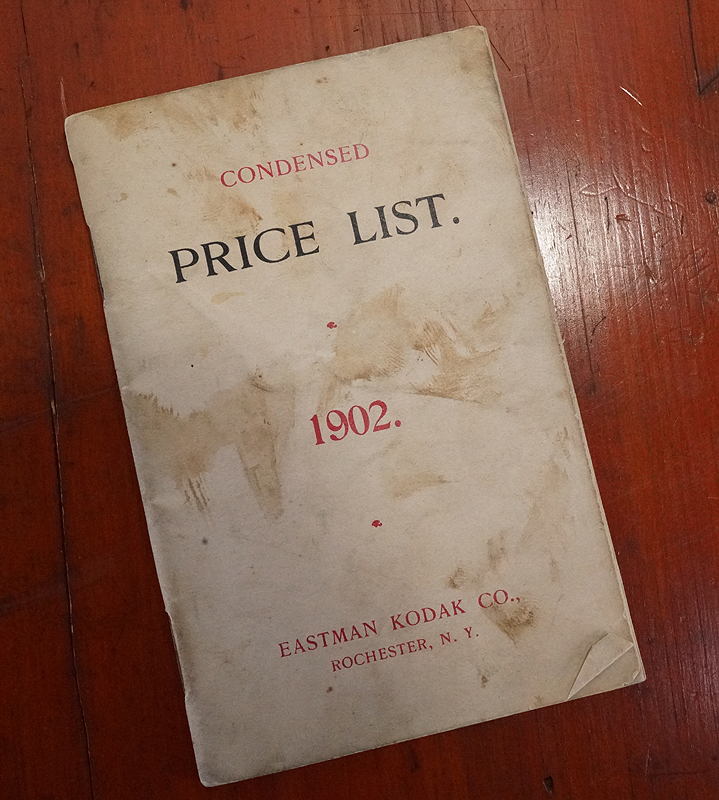 CONDENSED
PRICE LIST.
1902.
EASTMAN KODAK CO.,
ROCHESTER, N. Y.